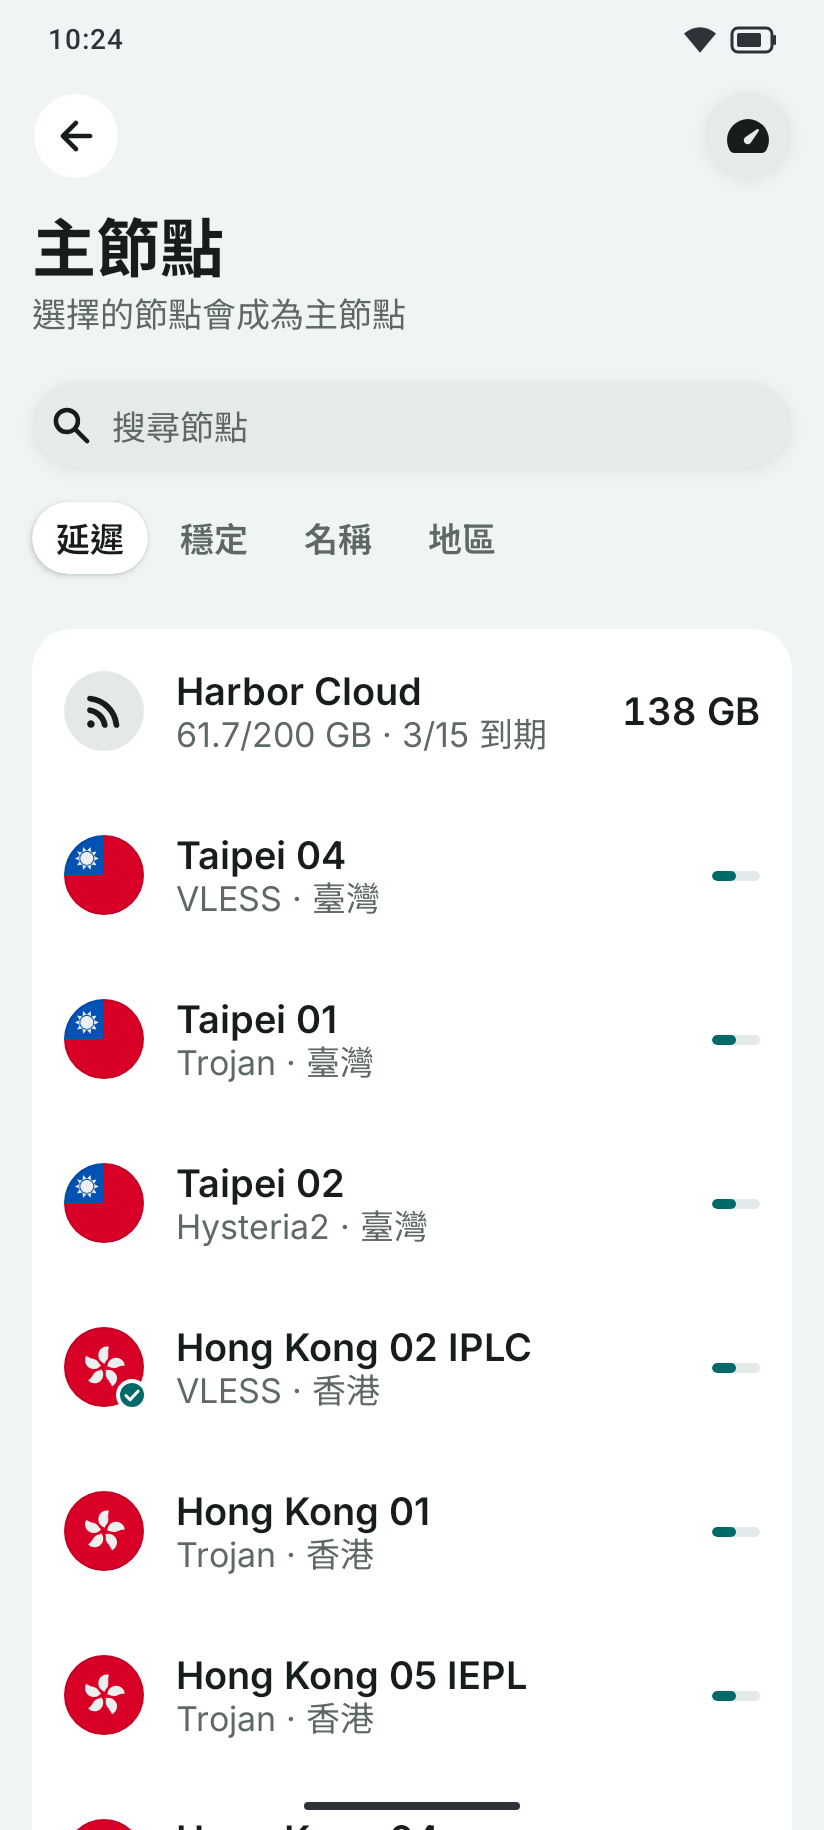 10:24
主節點
選擇的節點會成為主節點
搜尋節點
延遲 穩定 名稱 地區
Harbor Cloud
61.7/200 GB · 3/15 到期
138 GB
Taipei 04
VLESS · 臺灣
Taipei 01
Trojan · 臺灣
Taipei 02
Hysteria2 · 臺灣
Hong Kong 02 IPLC
VLESS · 香港
Hong Kong 01
Trojan · 香港
Hong Kong 05 IEPL
Trojan · 香港